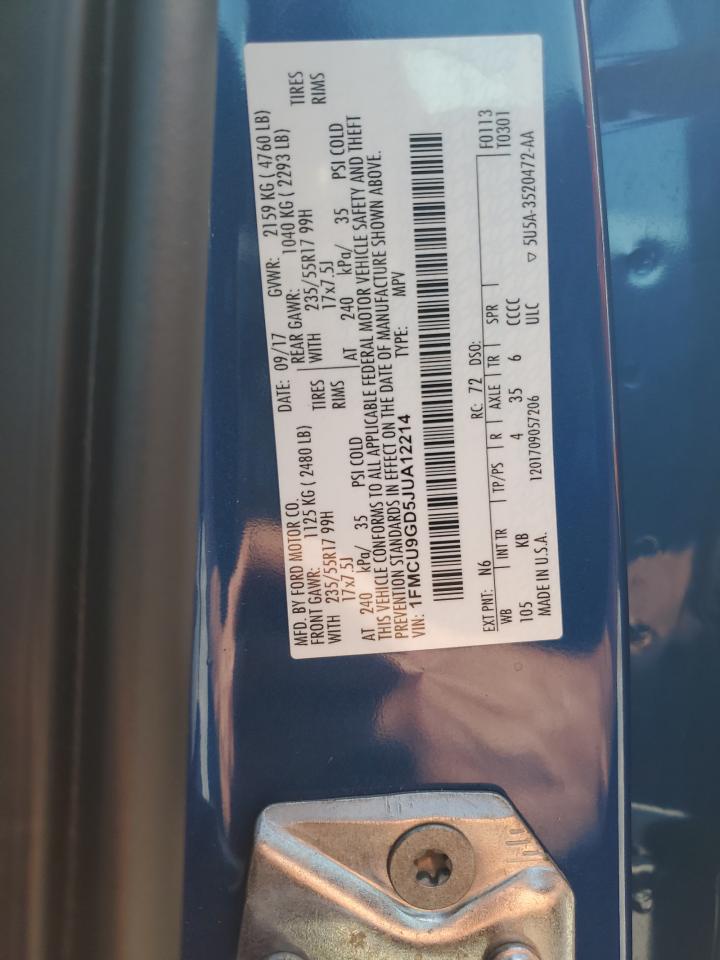 MFD. BY FORD MOTOR CO.
DATE: 09/17 GVWR: 2159 KG ( 4760 LB)
FRONT GAWR: 1125 KG ( 2480 LB) REAR GAWR: 1040 KG ( 2293 LB)
WITH 235/55R17 99H TIRES WITH 235/55R17 99H TIRES
17x7.5J RIMS 17x7.5J RIMS
AT 240 kPa/ 35 PSI COLD AT 240 kPa/ 35 PSI COLD
THIS VEHICLE CONFORMS TO ALL APPLICABLE FEDERAL MOTOR VEHICLE SAFETY AND THEFT
PREVENTION STANDARDS IN EFFECT ON THE DATE OF MANUFACTURE SHOWN ABOVE.
VIN: 1FMCU9GD5JUA12214 TYPE: MPV
F0113
EXT PNT: N6 RC: 72 DSO: T0301
WB INT TR TP/PS R AXLE TR SPR
105 KB 4 35 6 CCCC
MADE IN U.S.A. 1201709057206 ULC ▽ 5U5A-3520472-AA